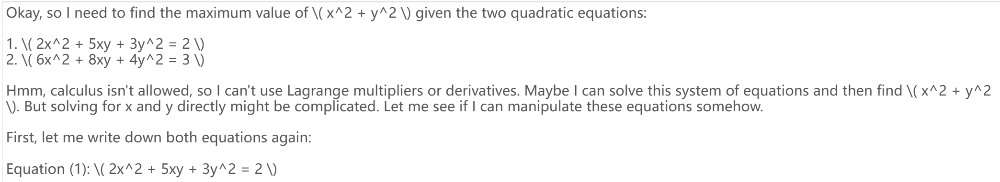 Okay, so I need to find the maximum value of \( x^2 + y^2 \) given the two quadratic equations:
1. \( 2x^2 + 5xy + 3y^2 = 2 \)
2. \( 6x^2 + 8xy + 4y^2 = 3 \)
Hmm, calculus isn't allowed, so I can't use Lagrange multipliers or derivatives. Maybe I can solve this system of equations and then find \( x^2 + y^2
\). But solving for x and y directly might be complicated. Let me see if I can manipulate these equations somehow.
First, let me write down both equations again:
Equation (1): \( 2x^2 + 5xy + 3y^2 = 2 \)